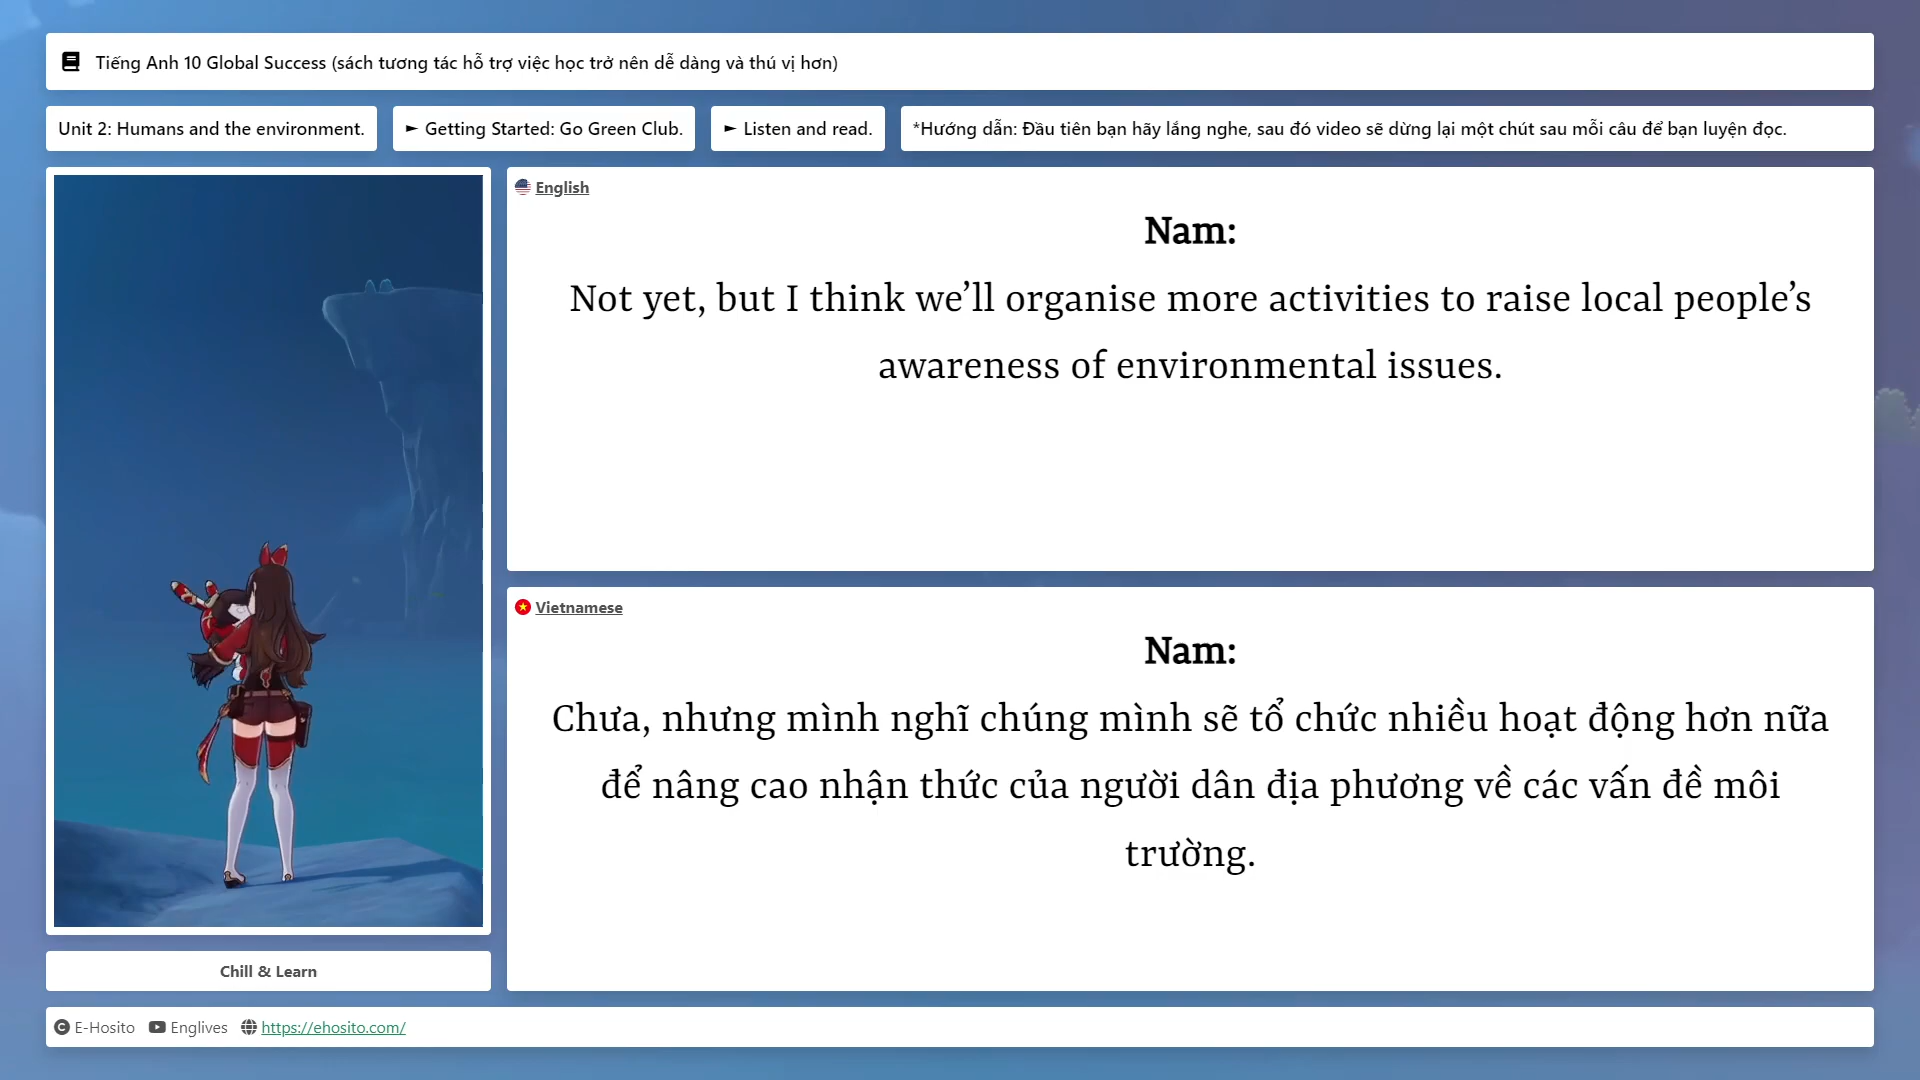 Tiếng Anh 10 Global Success (sách tương tác hỗ trợ việc học trở nên dễ dàng và thú vị hơn)
Unit 2: Humans and the environment.
► Getting Started: Go Green Club.
► Listen and read.
*Hướng dẫn: Đầu tiên bạn hãy lắng nghe, sau đó video sẽ dừng lại một chút sau mỗi câu để bạn luyện đọc.
English
Nam:
Not yet, but I think we’ll organise more activities to raise local people’s
awareness of environmental issues.
Vietnamese
Nam:
Chưa, nhưng mình nghĩ chúng mình sẽ tổ chức nhiều hoạt động hơn nữa
để nâng cao nhận thức của người dân địa phương về các vấn đề môi
trường.
Chill & Learn
E-Hosito Englives https://ehosito.com/